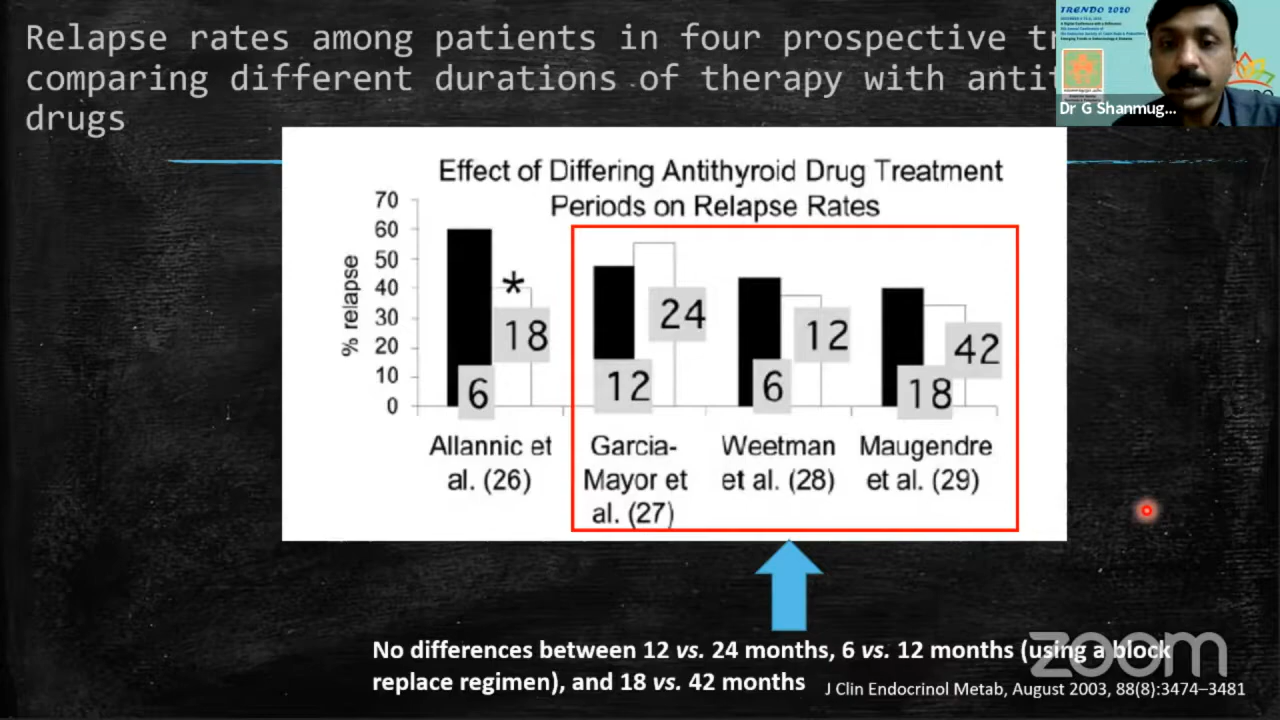 Relapse rates among patients in four prospective
comparing different durations of therapy with
drugs
TRENDO 2020
Dr G Shanmug...
Effect of Differing Antithyroid Drug Treatment
Periods on Relapse Rates
% relapse
70
60
50
40
30
20
10
0
*
6
18
12
24
6
12
18
42
Allannic et
al. (26)
Garcia-
Mayor et
al. (27)
Weetman
et al. (28)
Maugendre
et al. (29)
No differences between 12 vs. 24 months, 6 vs. 12 months (using a block
replace regimen), and 18 vs. 42 months
J Clin Endocrinol Metab, August 2003, 88(8):3474–3481
zoom